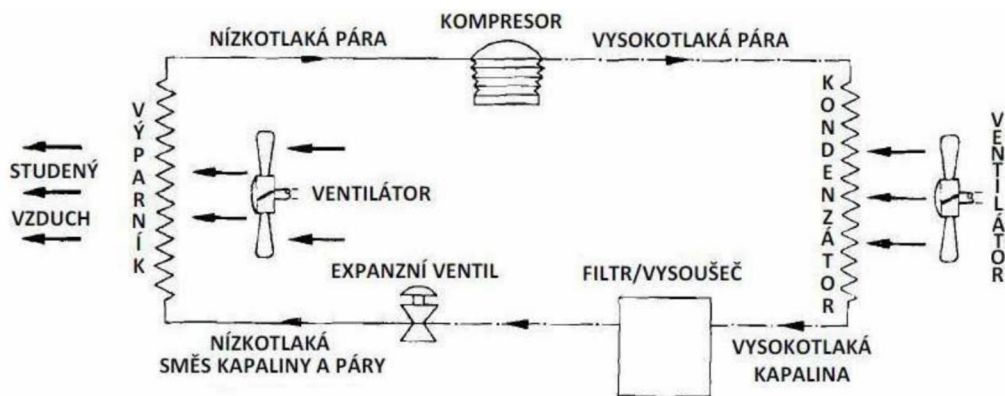 KOMPRESOR
NÍZKOTLAKÁ PÁRA
VYSOKOTLAKÁ PÁRA
VÝPARNÍK
STUDENÝ
VZDUCH
VENTILÁTOR
KONDENZÁTOR
VENTILÁTOR
EXPANZNÍ VENTIL
FILTR/VYSOUŠEČ
NÍZKOTLAKÁ
SMĚS KAPALINY A PÁRY
VYSOKOTLAKÁ
KAPALINA